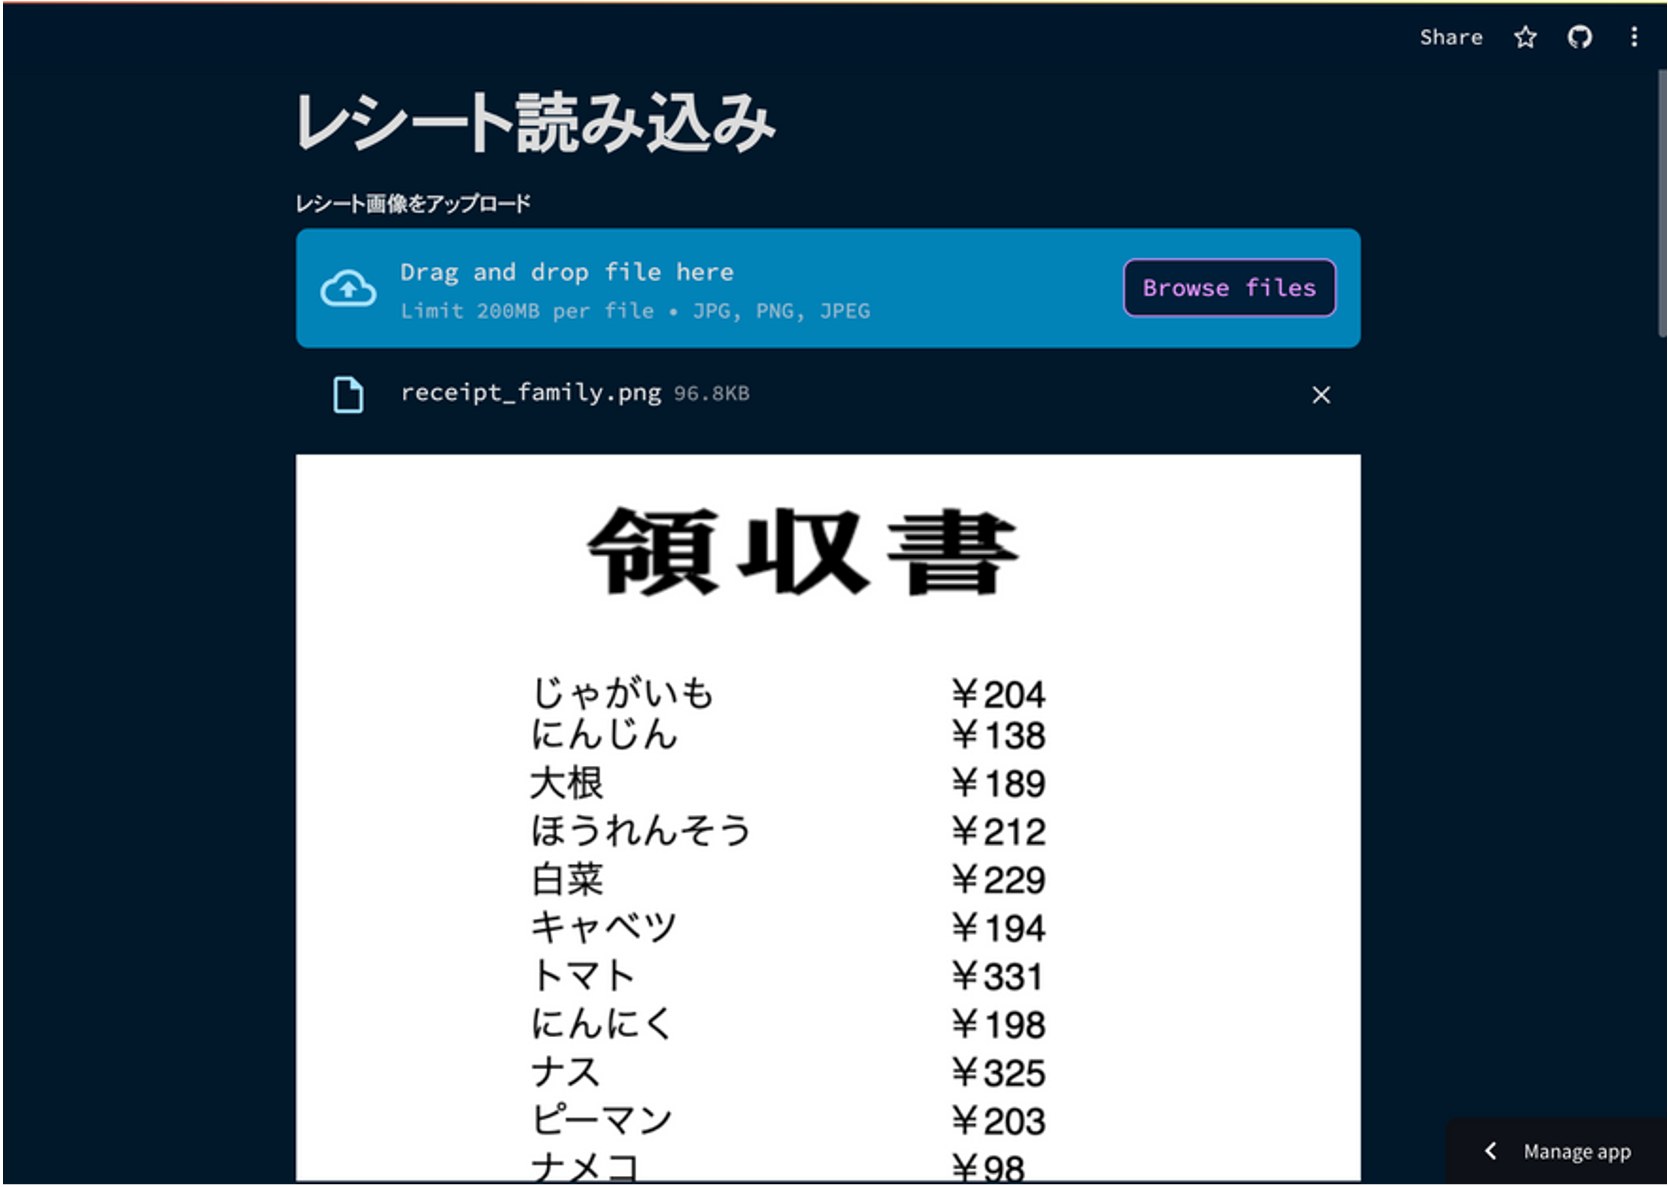 Share
レシート読み込み
レシート画像をアップロード
Drag and drop file here
Limit 200MB per file • JPG, PNG, JPEG
Browse files
receipt_family.png 96.8KB
領収書
じゃがいも ¥204
にんじん ¥138
大根 ¥189
ほうれんそう ¥212
白菜 ¥229
キャベツ ¥194
トマト ¥331
にんにく ¥198
ナス ¥325
ピーマン ¥203
ナメコ ¥98
Manage app